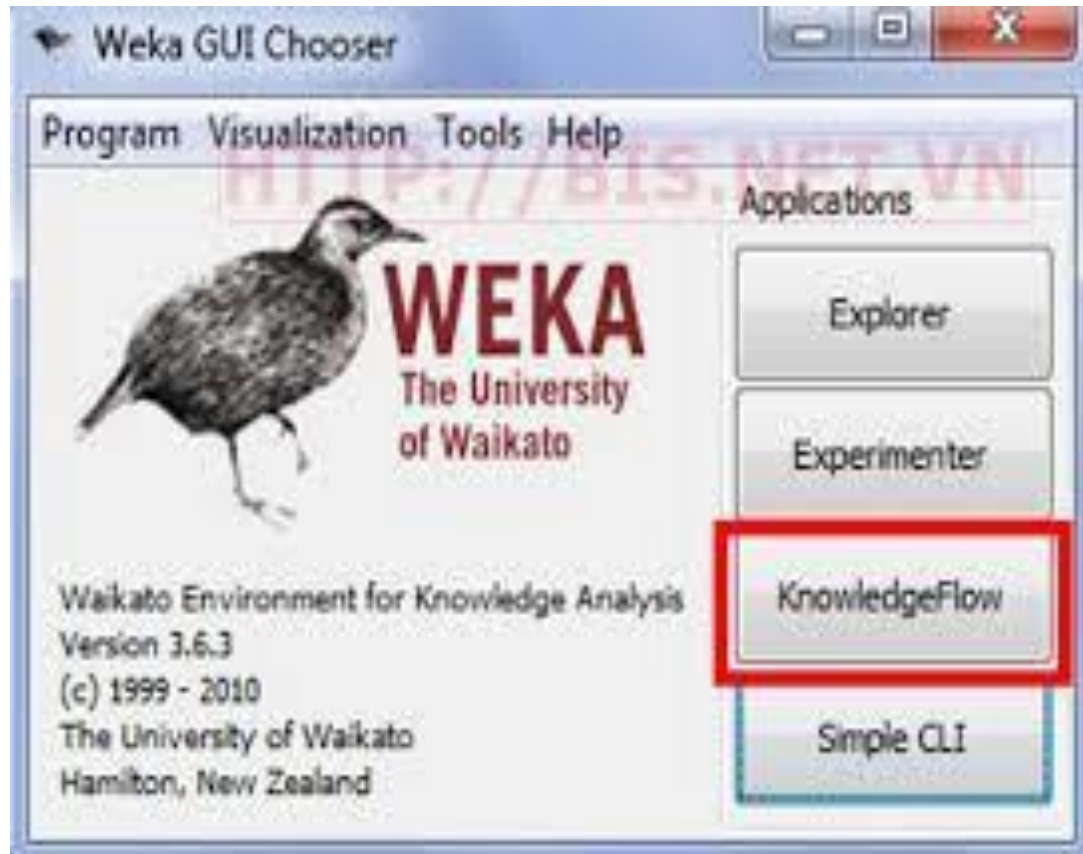 Weka GUI Chooser
Program Visualization Tools Help
HTTP://BIS.NET.VN
Applications
WEKA
The University
of Waikato
Explorer
Experimenter
KnowledgeFlow
Simple CLI
Waikato Environment for Knowledge Analysis
Version 3.6.3
(c) 1999 - 2010
The University of Waikato
Hamilton, New Zealand